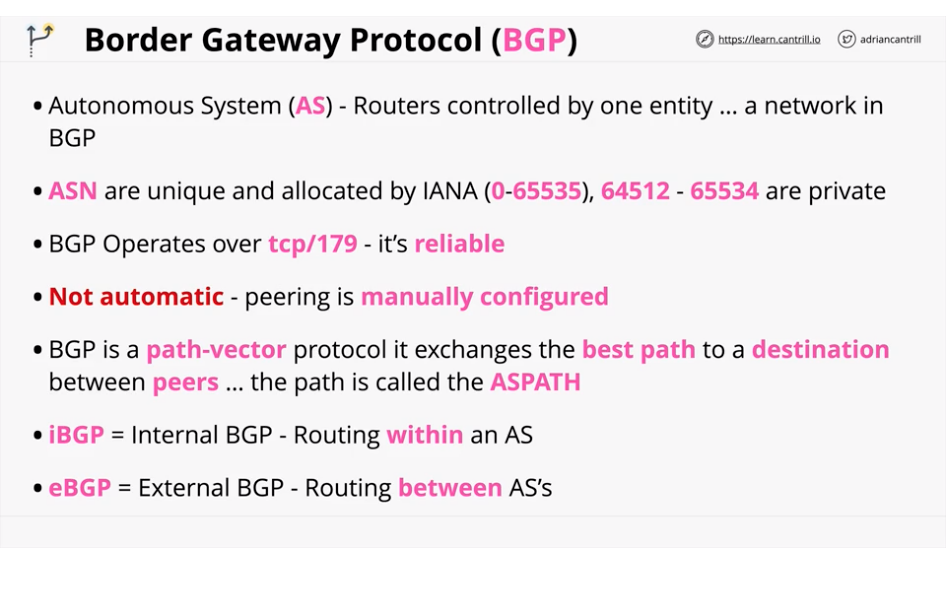 Border Gateway Protocol (BGP)
https://learn.cantrill.io
adriancantrill
• Autonomous System (AS) - Routers controlled by one entity ... a network in
BGP
• ASN are unique and allocated by IANA (0-65535), 64512 - 65534 are private
• BGP Operates over tcp/179 - it's reliable
• Not automatic - peering is manually configured
• BGP is a path-vector protocol it exchanges the best path to a destination
between peers ... the path is called the ASPATH
• iBGP = Internal BGP - Routing within an AS
• eBGP = External BGP - Routing between AS's